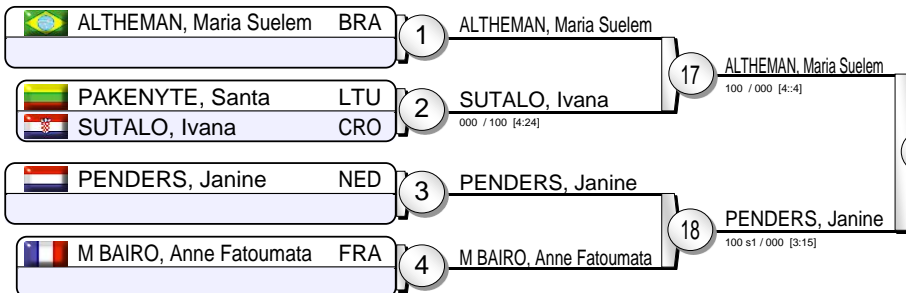 ALTHEMAN, Maria Suelem BRA
1
ALTHEMAN, Maria Suelem
17
ALTHEMAN, Maria Suelem
100 / 000 [4::4]
PAKENYTE, Santa LTU
SUTALO, Ivana CRO
2
SUTALO, Ivana
000 / 100 [4:24]
PENDERS, Janine NED
3
PENDERS, Janine
18
PENDERS, Janine
100 s1 / 000 [3:15]
M BAIRO, Anne Fatoumata FRA
4
M BAIRO, Anne Fatoumata